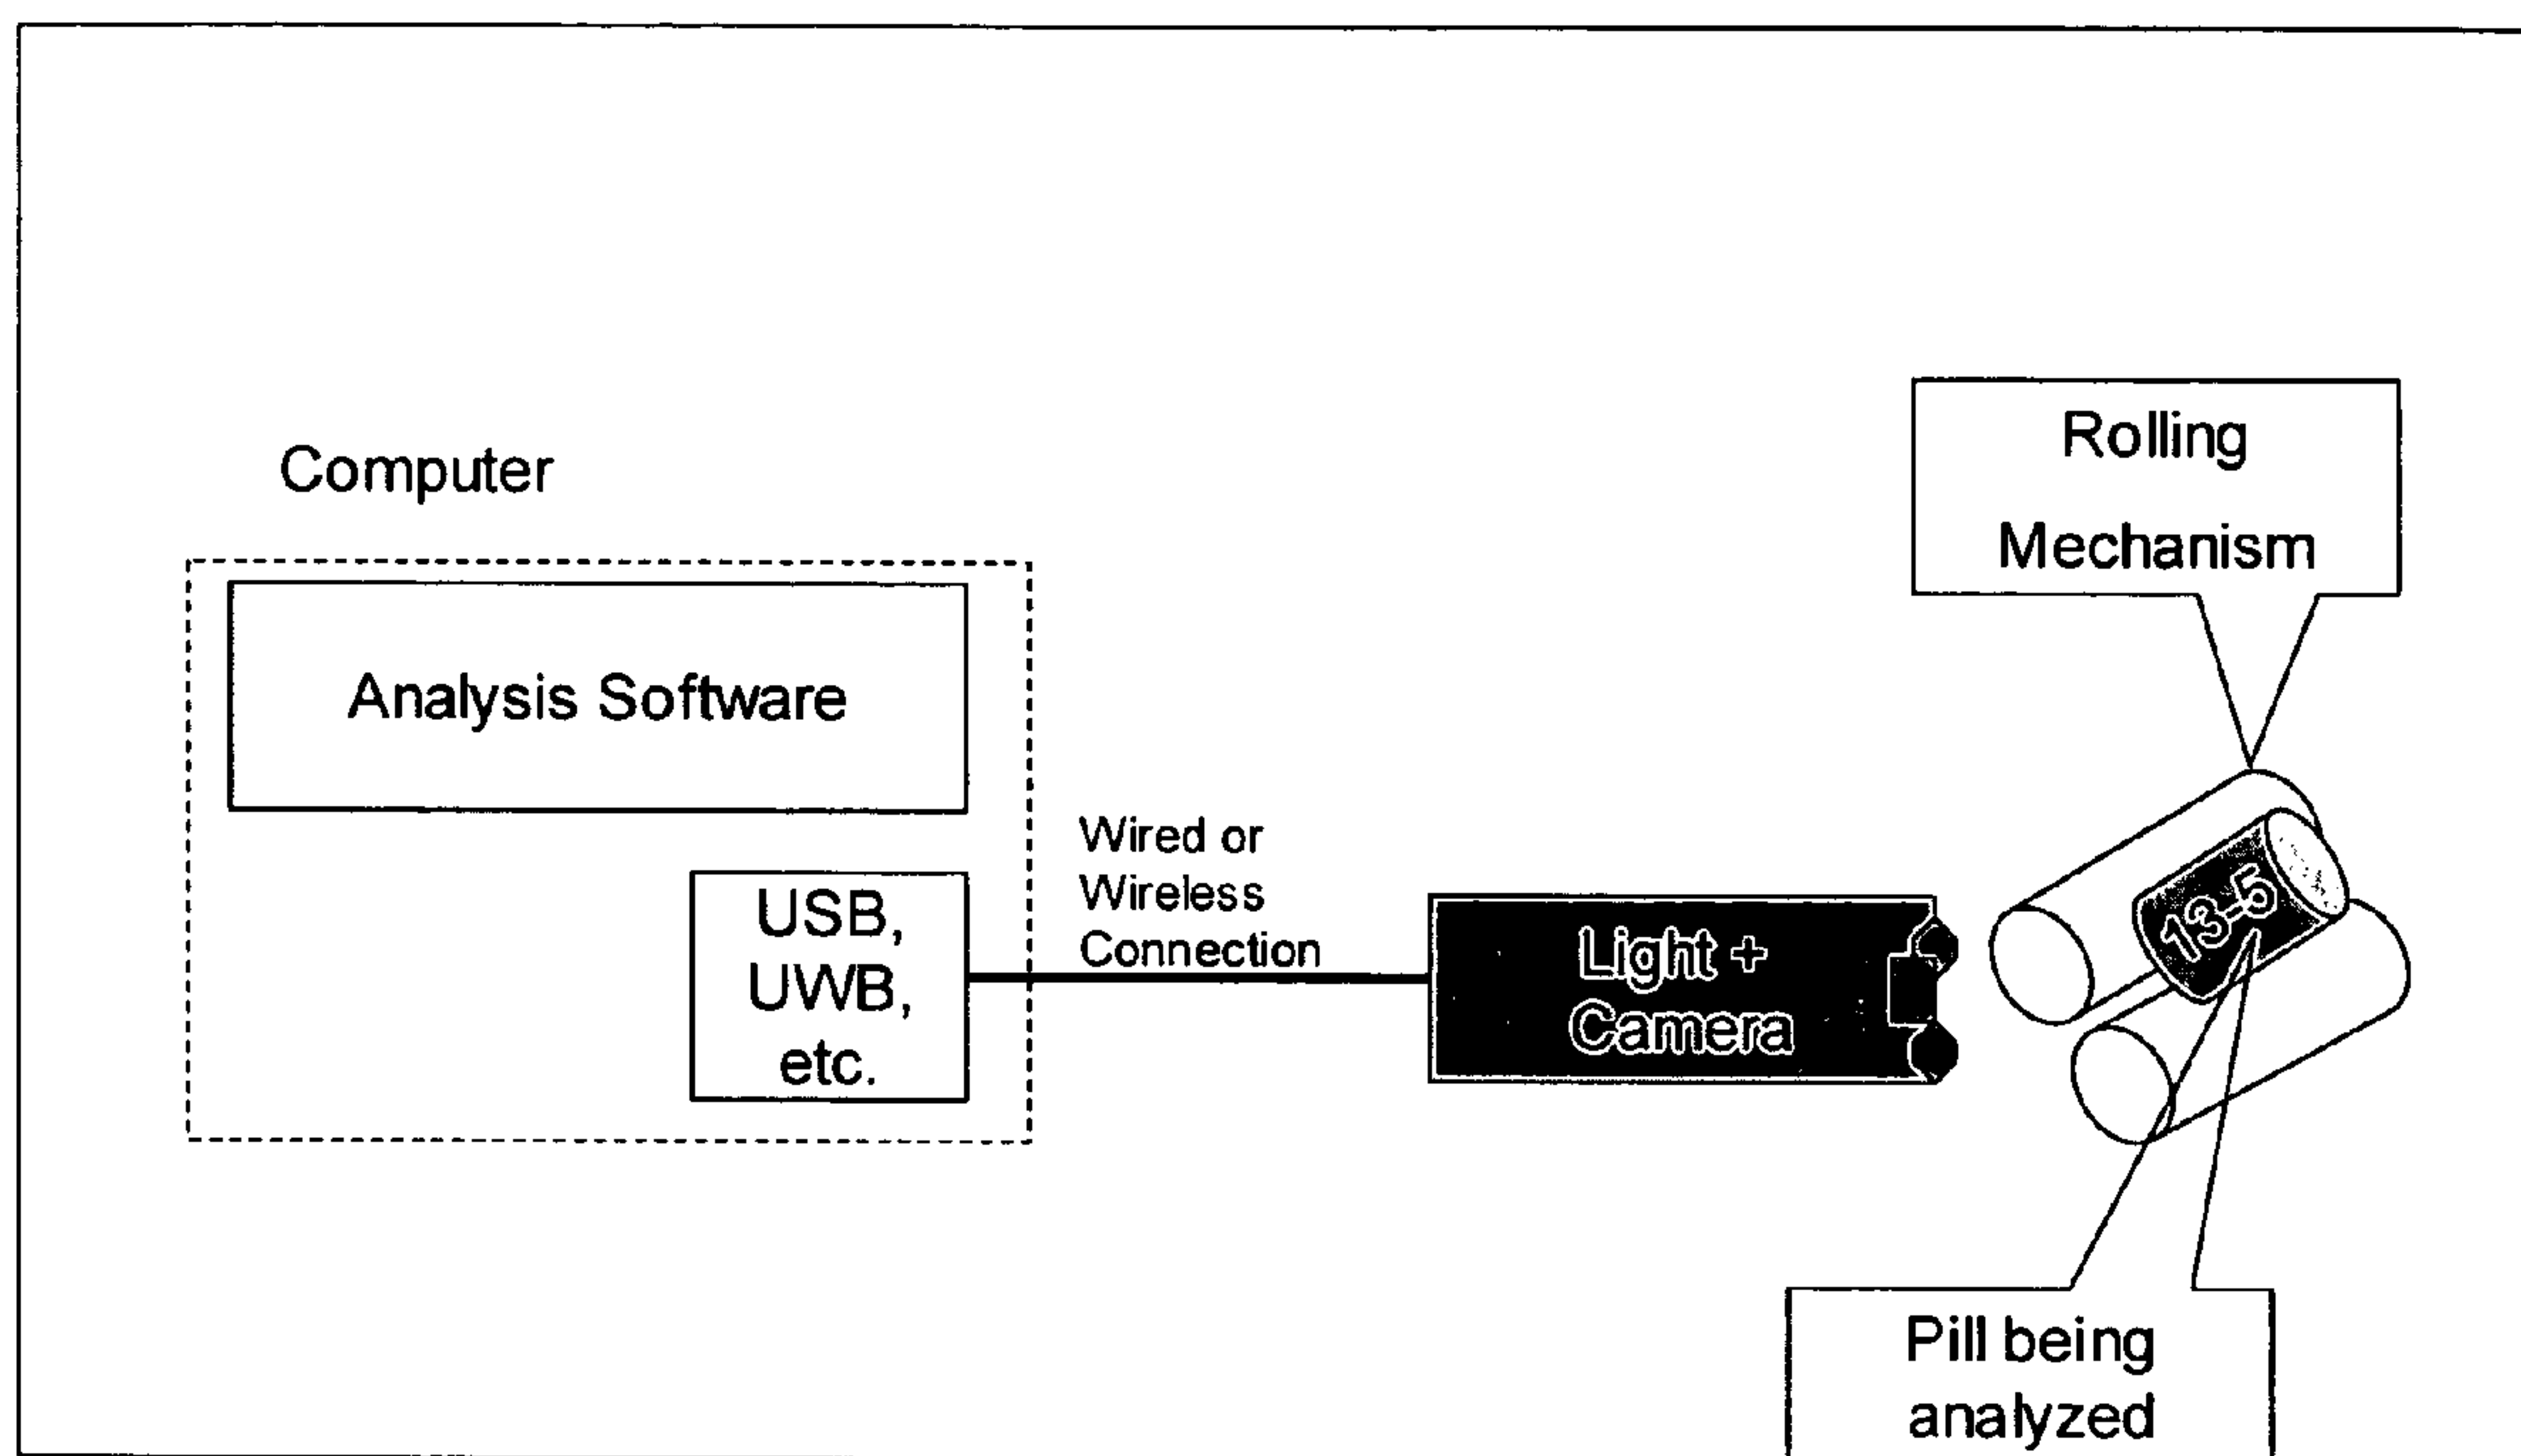 Computer
Analysis Software
USB,
UWB,
etc.
Wired or
Wireless
Connection
Light +
Camera
Rolling
Mechanism
13-5
Pill being
analyzed